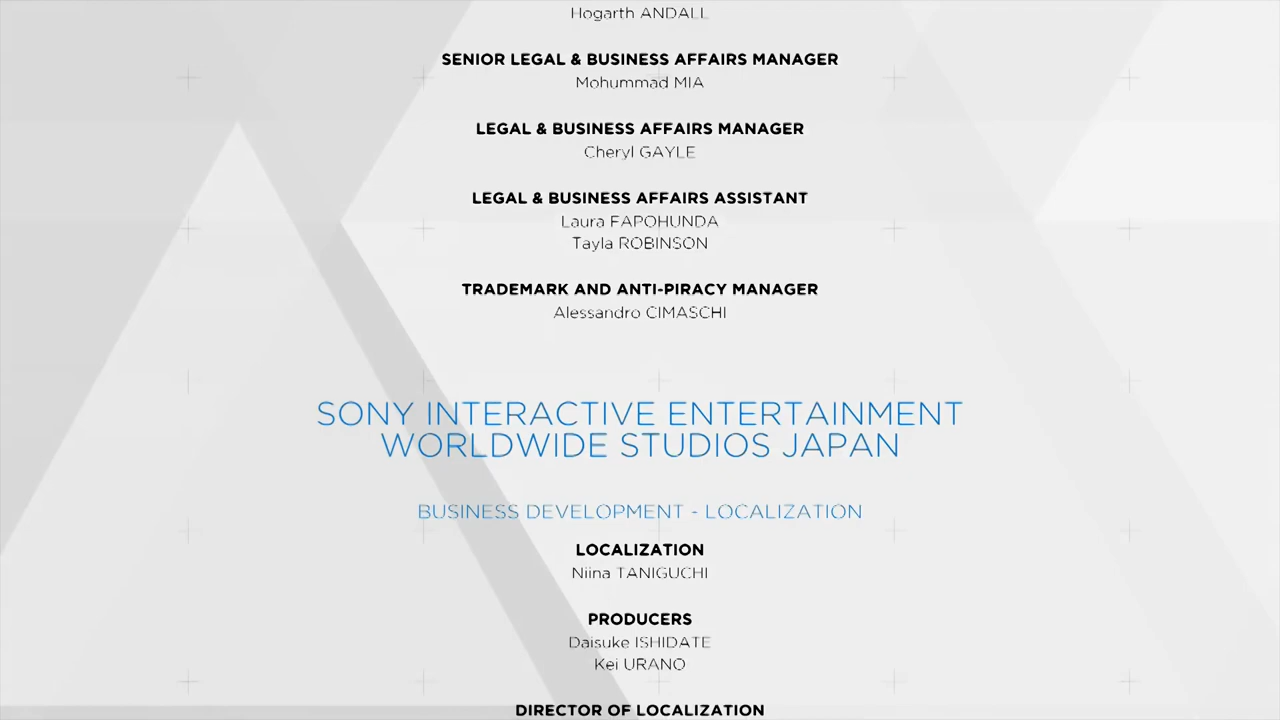 Hogarth ANDALL
SENIOR LEGAL & BUSINESS AFFAIRS MANAGER
Mohummad MIA
LEGAL & BUSINESS AFFAIRS MANAGER
Cheryl GAYLE
LEGAL & BUSINESS AFFAIRS ASSISTANT
Laura FAPOHUNDA
Tayla ROBINSON
TRADEMARK AND ANTI-PIRACY MANAGER
Alessandro CIMASCHI
SONY INTERACTIVE ENTERTAINMENT
WORLDWIDE STUDIOS JAPAN
BUSINESS DEVELOPMENT - LOCALIZATION
LOCALIZATION
Niina TANIGUCHI
PRODUCERS
Daisuke ISHIDATE
Kei URANO
DIRECTOR OF LOCALIZATION